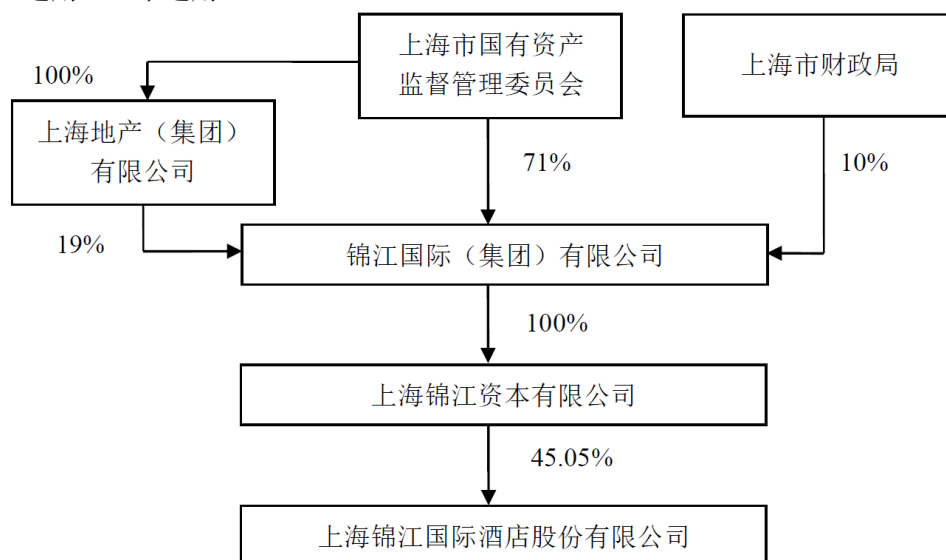 上海市国有资产
监督管理委员会
上海市财政局
100%
上海地产（集团）
有限公司
71%
10%
19%
锦江国际（集团）有限公司
100%
上海锦江资本有限公司
45.05%
上海锦江国际酒店股份有限公司